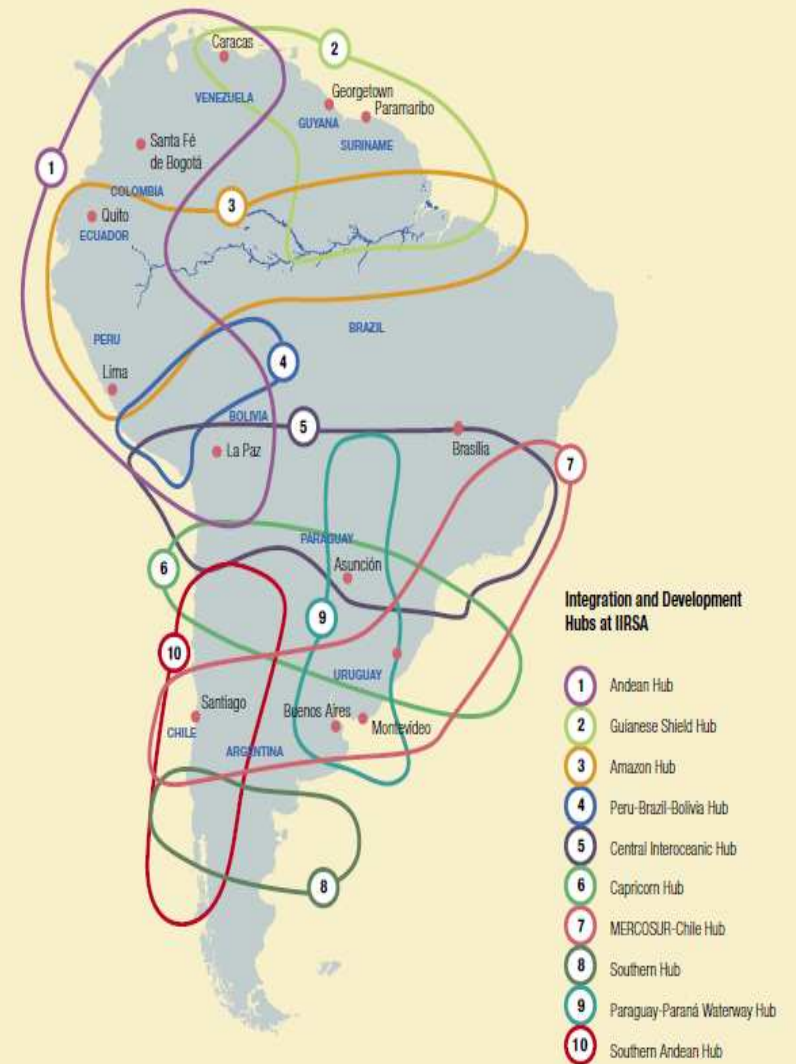 Caracas
2
Georgetown
VENEZUELA
Paramaribo
GUYANA
Santa Fé
de Bogotá
SURINAME
1
COLOMBIA
3
Quito
ECUADOR
BRAZIL
PERU
4
Lima
BOLIVIA
5
La Paz
Brasília
7
PARAGUAY
6
Asunción
9
10
URUGUAY
Santiago
Buenos Aires
Montevideo
CHILE
ARGENTINA
8
Integration and Development
Hubs at IIRSA
1 Andean Hub
2 Guianese Shield Hub
3 Amazon Hub
4 Peru-Brazil-Bolivia Hub
5 Central Interoceanic Hub
6 Capricorn Hub
7 MERCOSUR-Chile Hub
8 Southern Hub
9 Paraguay-Paraná Waterway Hub
10 Southern Andean Hub